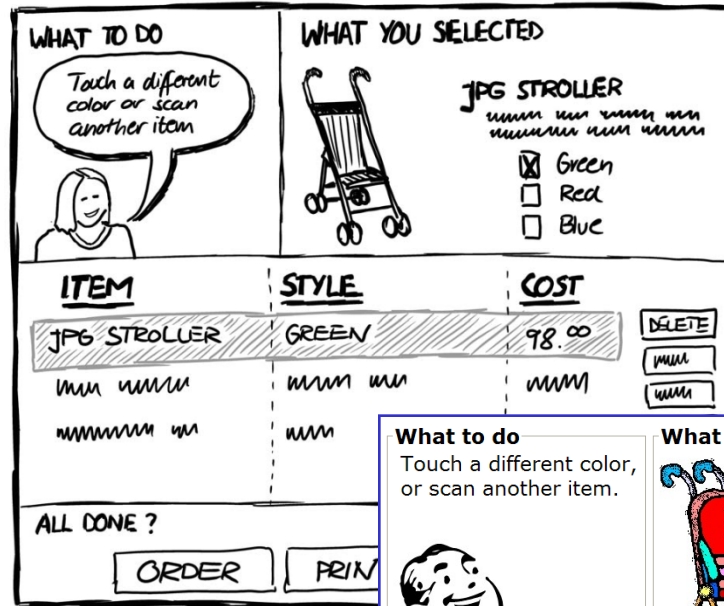 WHAT TO DO
Touch a different
color or scan
another item
WHAT YOU SELECTED
JPG STROLLER
Green
Red
Blue
ITEM STYLE COST
JPG STROLLER GREEN 98.00 DELETE
ALL DONE?
ORDER PRIN
What to do
Touch a different color,
or scan another item.
What